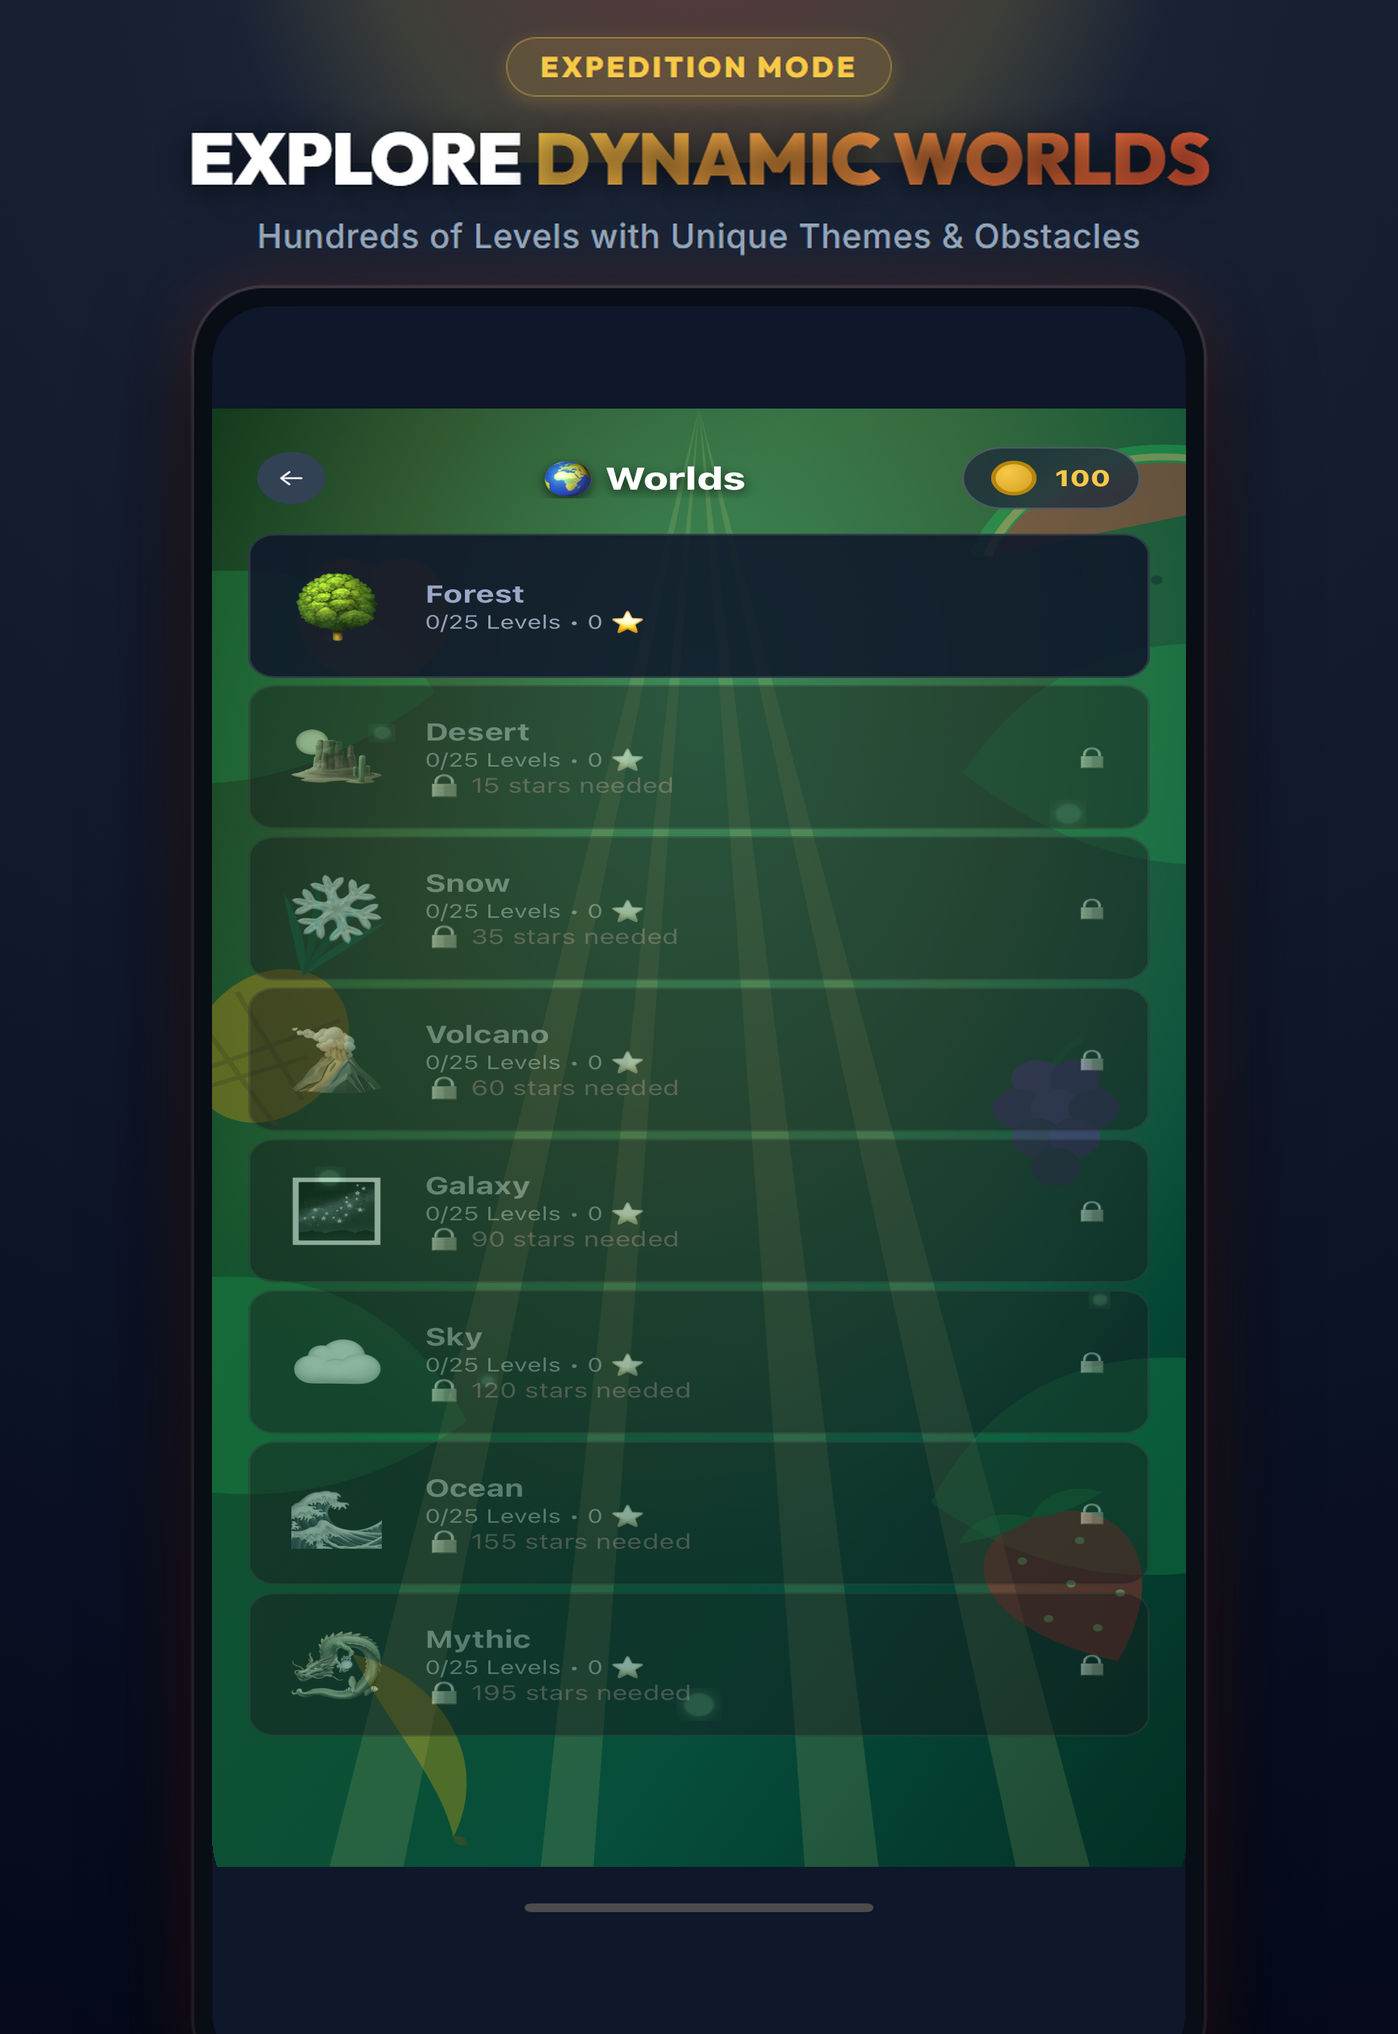 EXPEDITION MODE
EXPLORE DYNAMIC WORLDS
Hundreds of Levels with Unique Themes & Obstacles
Worlds
100
Forest
0/25 Levels • 0
Desert
0/25 Levels • 0
15 stars needed
Snow
0/25 Levels • 0
35 stars needed
Volcano
0/25 Levels • 0
60 stars needed
Galaxy
0/25 Levels • 0
90 stars needed
Sky
0/25 Levels • 0
120 stars needed
Ocean
0/25 Levels • 0
155 stars needed
Mythic
0/25 Levels • 0
195 stars needed